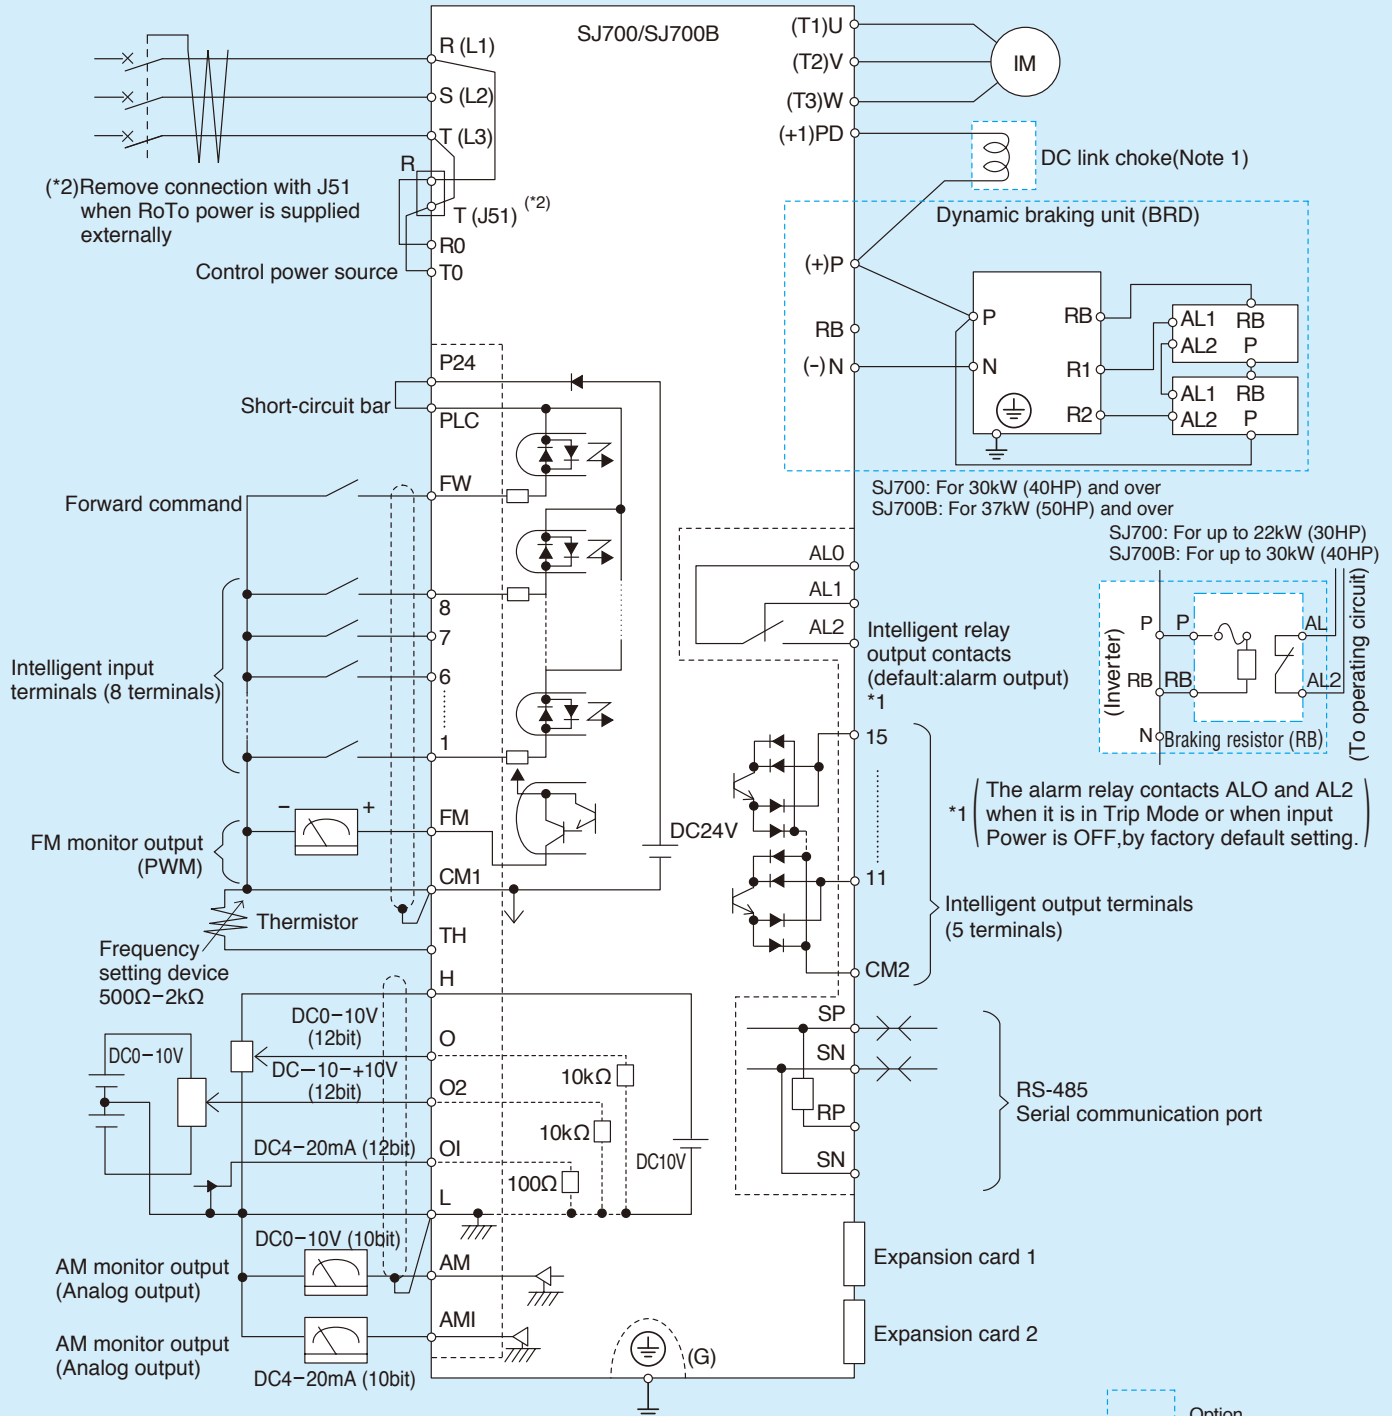 SJ700/SJ700B
R (L1)
S (L2)
T (L3)
R
T (J51) (*2)
R0
T0
(*2)Remove connection with J51
when RoTo power is supplied
externally
Control power source
(T1)U
(T2)V
(T3)W
IM
(+1)PD
DC link choke(Note 1)
Dynamic braking unit (BRD)
(+)P
RB
(−)N
P
N
RB
R1
R2
AL1 RB
AL2 P
AL1 RB
AL2 P
SJ700: For 30kW (40HP) and over
SJ700B: For 37kW (50HP) and over
SJ700: For up to 22kW (30HP)
SJ700B: For up to 30kW (40HP)
(Inverter)
P
RB
N
P
RB
AL
AL2
Braking resistor (RB)
(To operating circuit)
P24
Short-circuit bar
PLC
Forward command
FW
8
7
6
1
Intelligent input
terminals (8 terminals)
FM monitor output
(PWM)
−
+
FM
DC24V
CM1
Thermistor
TH
Frequency
setting device
500Ω−2kΩ
AL0
AL1
AL2
Intelligent relay
output contacts
(default:alarm output)
*1
*1
The alarm relay contacts ALO and AL2
when it is in Trip Mode or when input
Power is OFF,by factory default setting.
15
11
CM2
Intelligent output terminals
(5 terminals)
H
DC0−10V
(12bit)
O
DC0−10V
DC−10−+10V
(12bit)
O2
DC4−20mA (12bit)
OI
L
10kΩ
10kΩ
100Ω
DC10V
DC0−10V (10bit)
AM monitor output
(Analog output)
AM
AMI
AM monitor output
(Analog output)
DC4−20mA (10bit)
SP
SN
RP
SN
RS-485
Serial communication port
Expansion card 1
Expansion card 2
(G)
Option